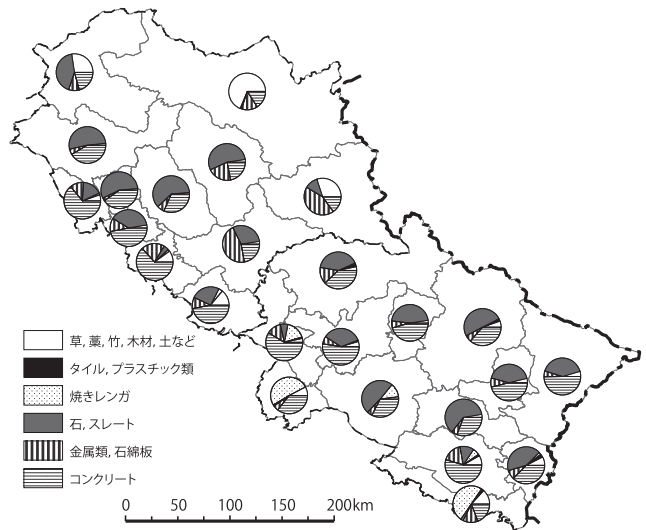 草, 藁, 竹, 木材, 土など
タイル, プラスチック類
焼きレンガ
石, スレート
金属類, 石綿板
コンクリート
0 50 100 150 200km